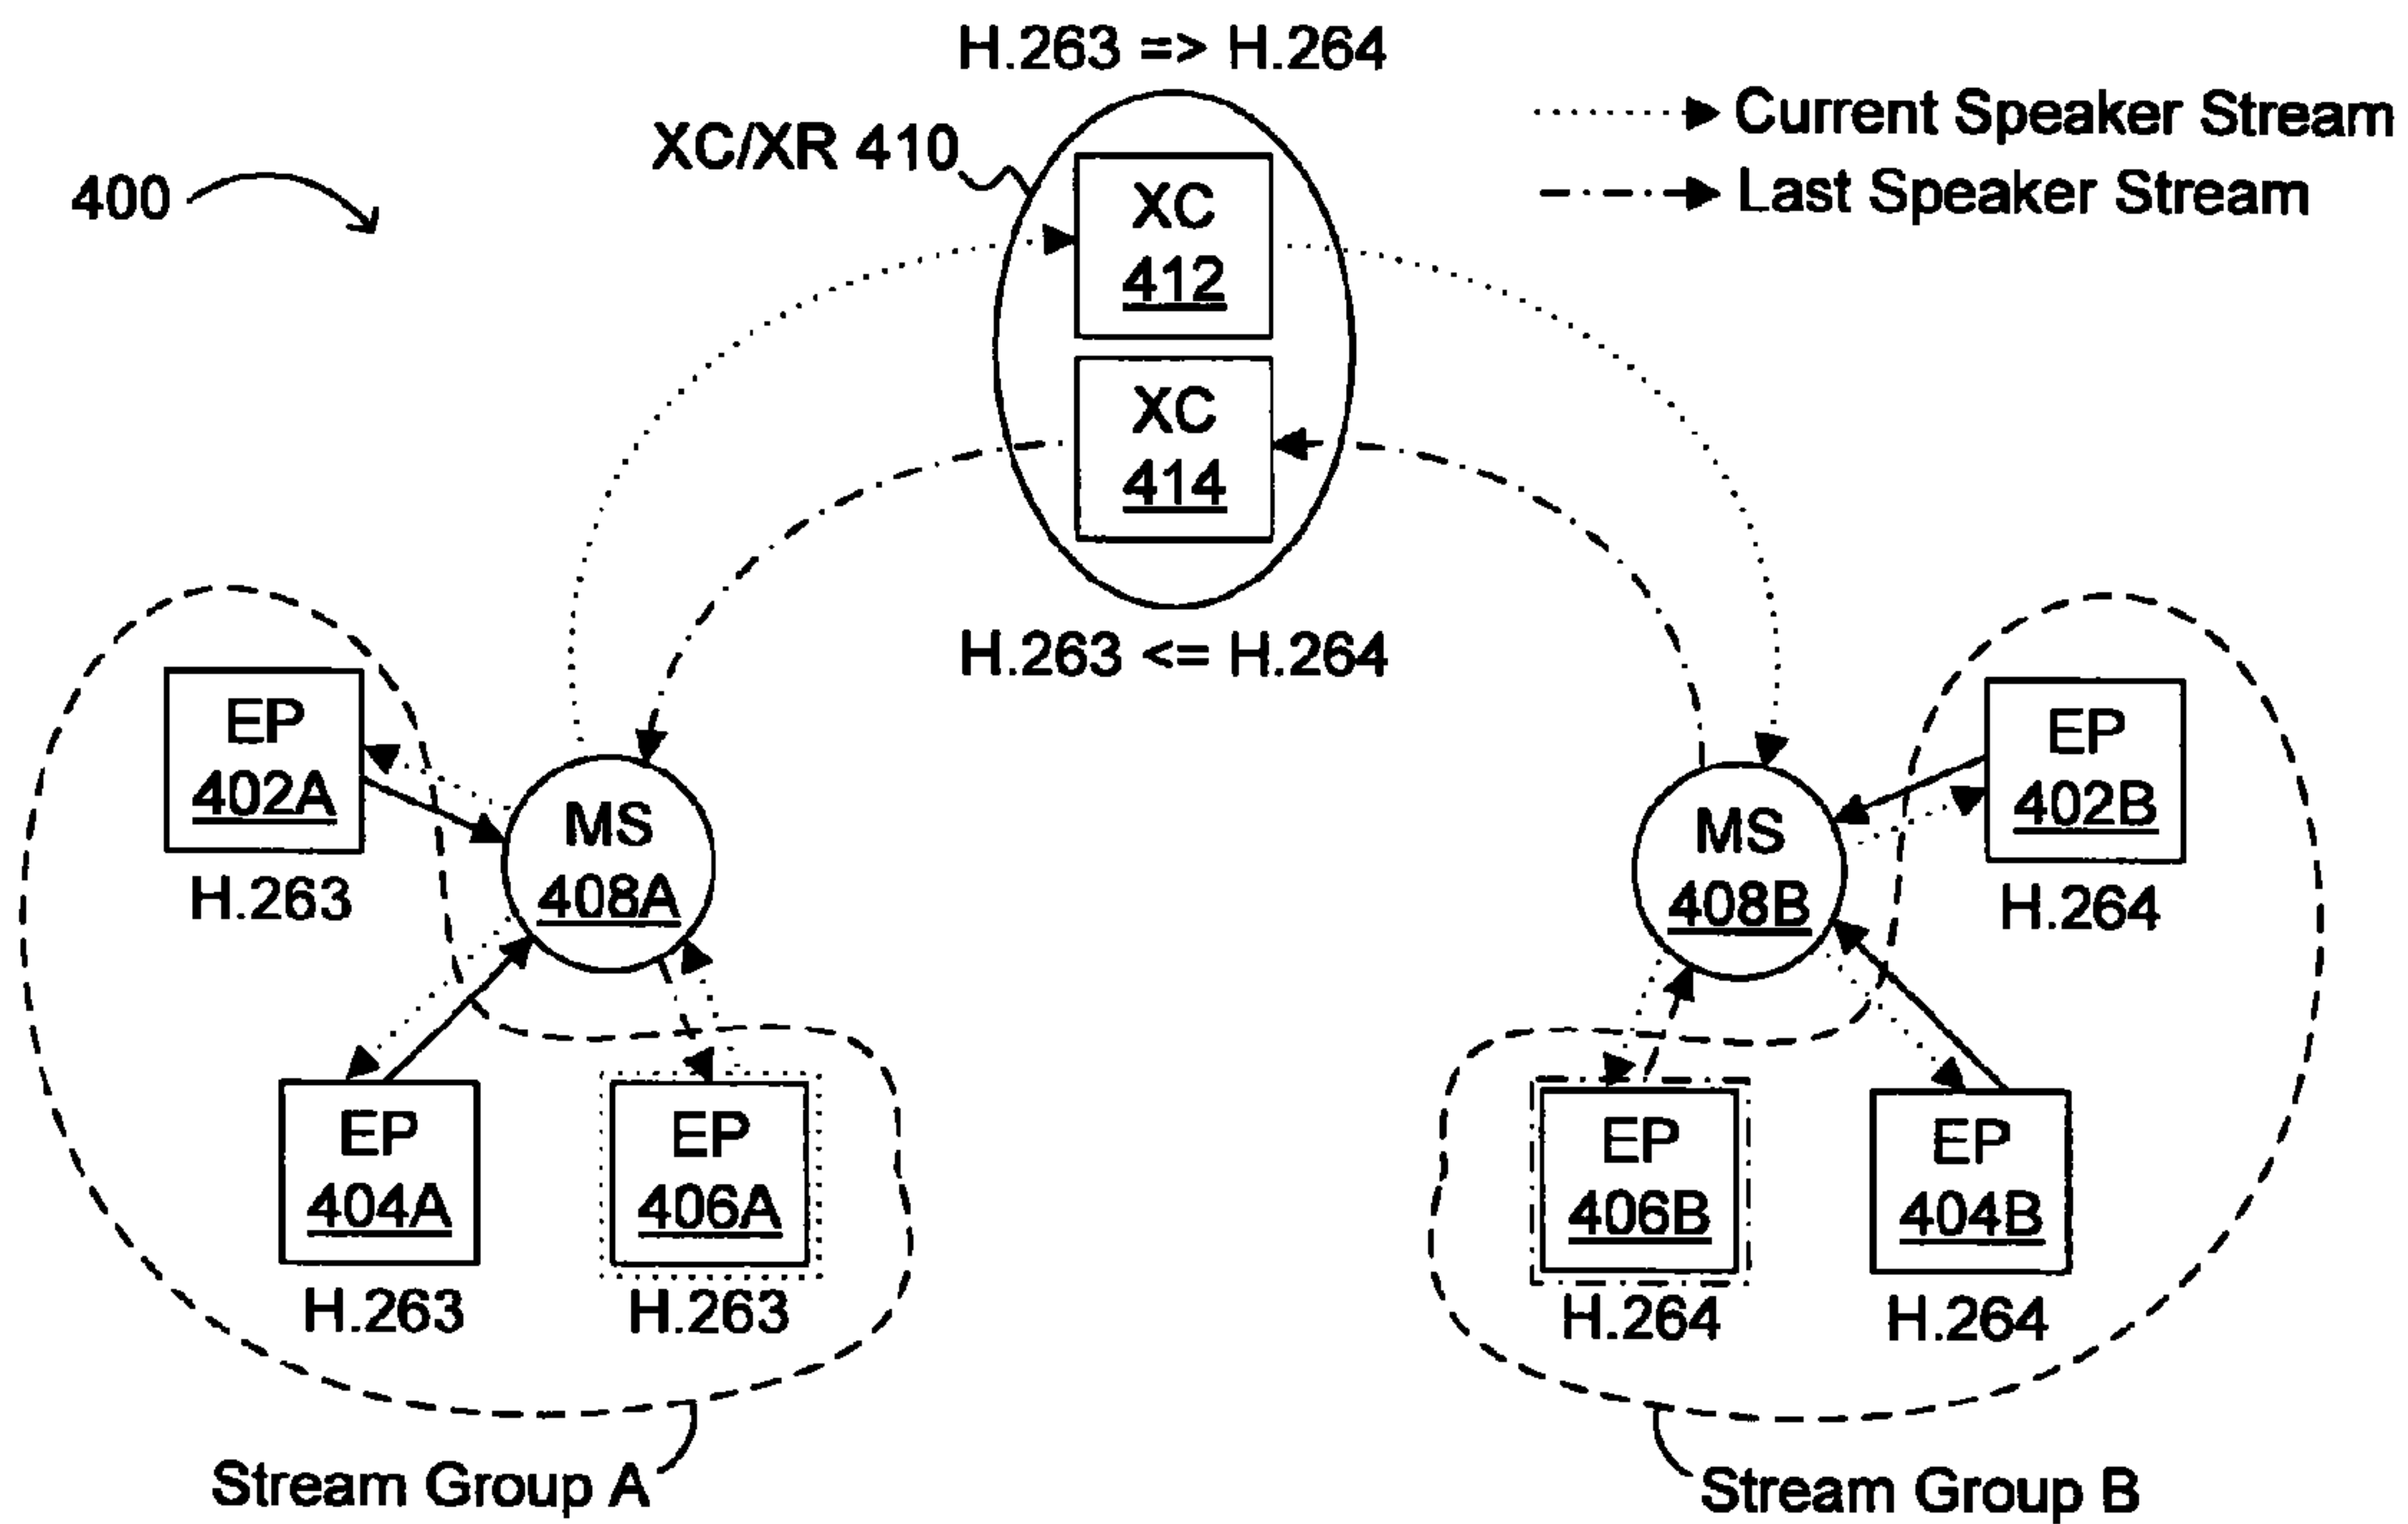 H.263 => H.264
Current Speaker Stream
Last Speaker Stream
XC/XR 410
400
XC
412
XC
414
H.263 <= H.264
EP
402A
H.263
MS
408A
EP
404A
H.263
EP
406A
H.263
Stream Group A
MS
408B
EP
402B
H.264
EP
406B
H.264
EP
404B
H.264
Stream Group B